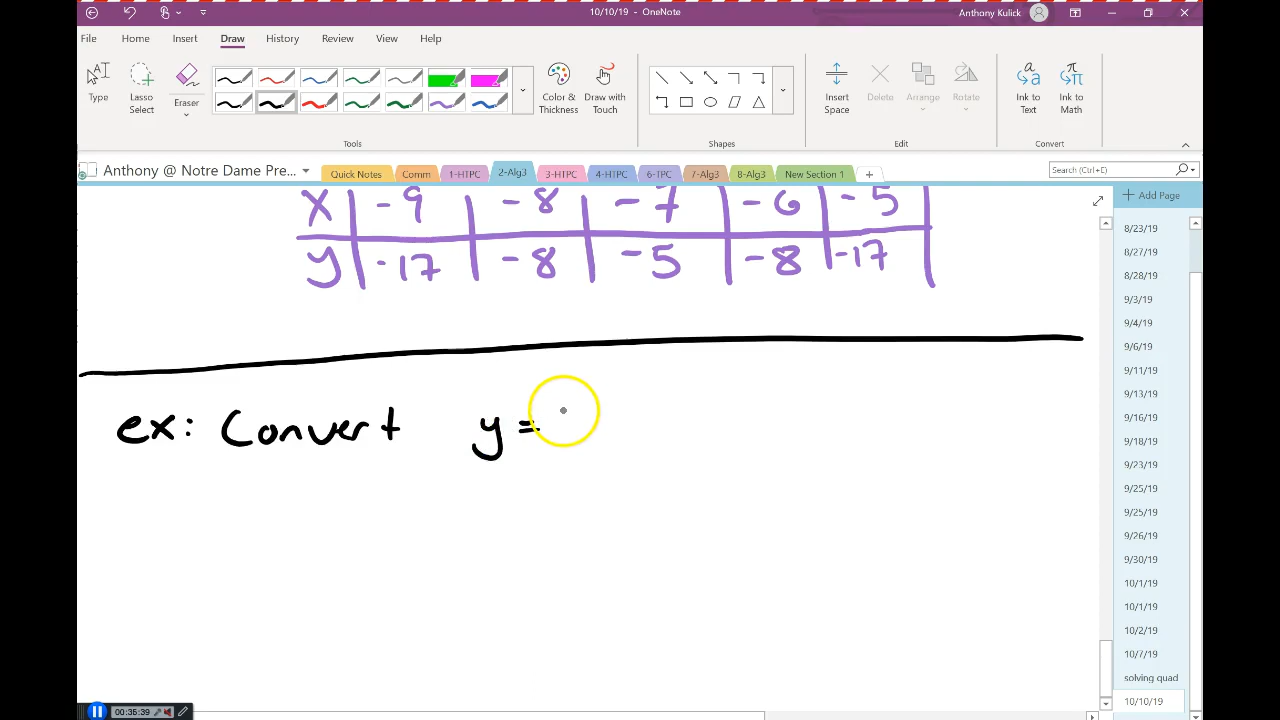 10/10/19 - OneNote
Anthony Kulick
File Home Insert Draw History Review View Help
Type
Lasso Select
Eraser
Color & Thickness
Draw with Touch
Insert Space
Delete
Arrange
Rotate
Ink to Text
Ink to Math
Tools
Shapes
Edit
Convert
Anthony @ Notre Dame Pre...
Quick Notes Comm 1-HTPC 2-Alg3 3-HTPC 4-HTPC 6-TPC 7-Alg3 8-Alg3 New Section 1 +
Search (Ctrl+E)
x -9 -8 -7 -6 -5
y -17 -8 -5 -8 -17
ex: Convert y =
+ Add Page
8/23/19
8/27/19
8/28/19
9/3/19
9/4/19
9/6/19
9/11/19
9/13/19
9/16/19
9/18/19
9/23/19
9/25/19
9/25/19
9/26/19
9/30/19
10/1/19
10/1/19
10/2/19
10/7/19
solving quad
10/10/19
00:35:39